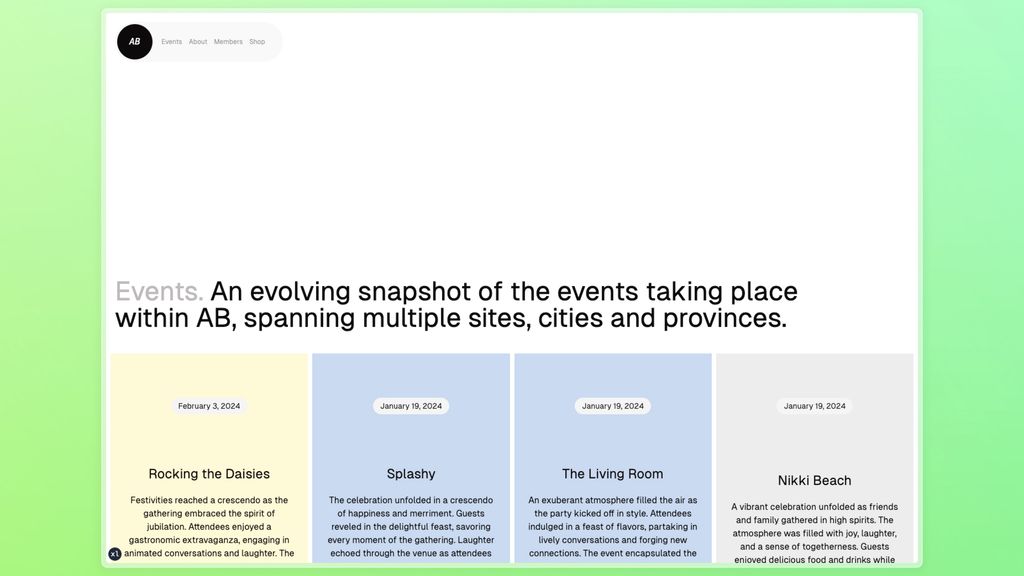 AB Events About Members Shop
Events. An evolving snapshot of the events taking place
within AB, spanning multiple sites, cities and provinces.
February 3, 2024
Rocking the Daisies
Festivities reached a crescendo as the
gathering embraced the spirit of
jubilation. Attendees enjoyed a
gastronomic extravaganza, engaging in
animated conversations and laughter. The
January 19, 2024
Splashy
The celebration unfolded in a crescendo
of happiness and merriment. Guests
reveled in the delightful feast, savoring
every moment of the gathering. Laughter
echoed through the venue as attendees
January 19, 2024
The Living Room
An exuberant atmosphere filled the air as
the party kicked off in style. Attendees
indulged in a feast of flavors, partaking in
lively conversations and forging new
connections. The event encapsulated the
January 19, 2024
Nikki Beach
A vibrant celebration unfolded as friends
and family gathered in high spirits. The
atmosphere was filled with joy, laughter,
and a sense of togetherness. Guests
enjoyed delicious food and drinks while
xl